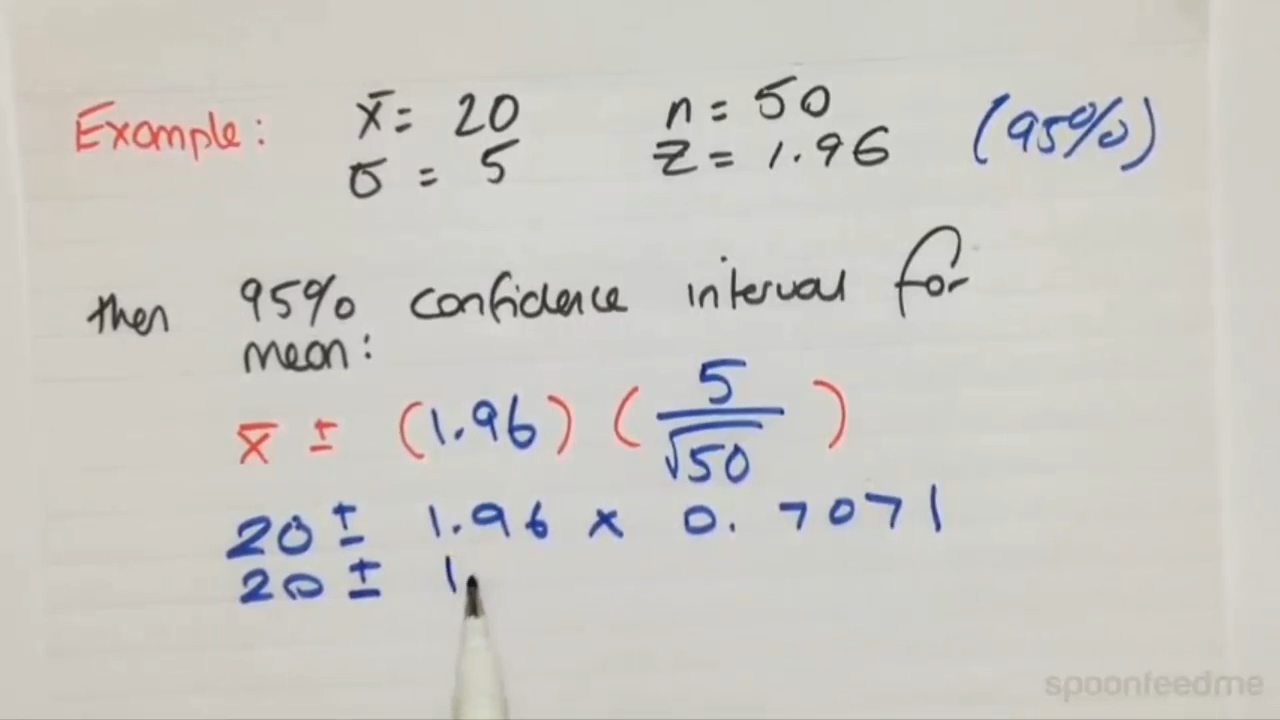 Example: x̄ = 20 n = 50 (95%)
σ = 5 z = 1.96
then 95% confidence interval for
mean:
x̄ ± (1.96) (5/√50)
20 ± 1.96 × 0.7071
20 ± 1.
spoonfeedme